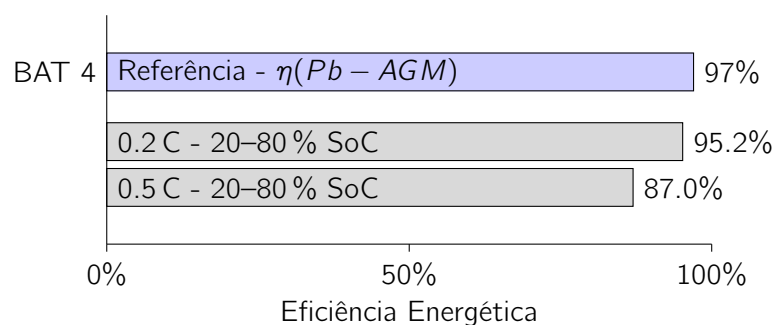 BAT 4 Referência - η(Pb − AGM) 97%
0.2 C - 20–80 % SoC 95.2%
0.5 C - 20–80 % SoC 87.0%
0% 50% 100%
Eficiência Energética